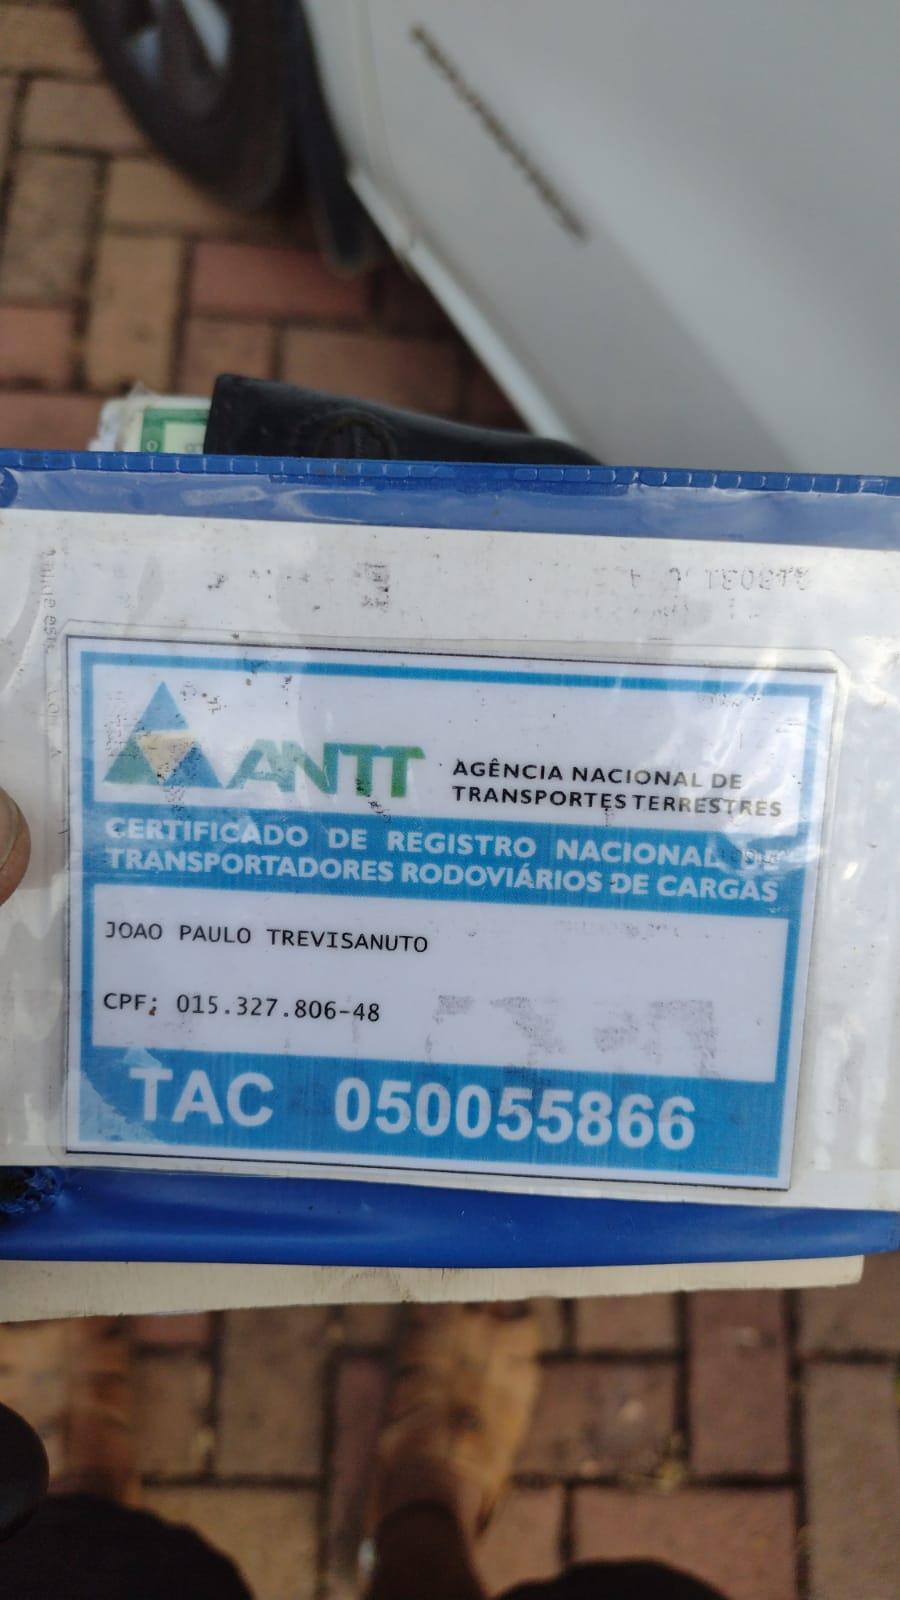 ANTT
AGÊNCIA NACIONAL DE
TRANSPORTES TERRESTRES
CERTIFICADO DE REGISTRO NACIONAL DE
TRANSPORTADORES RODOVIÁRIOS DE CARGAS
JOAO PAULO TREVISANUTO
CPF: 015.327.806-48
TAC 050055866